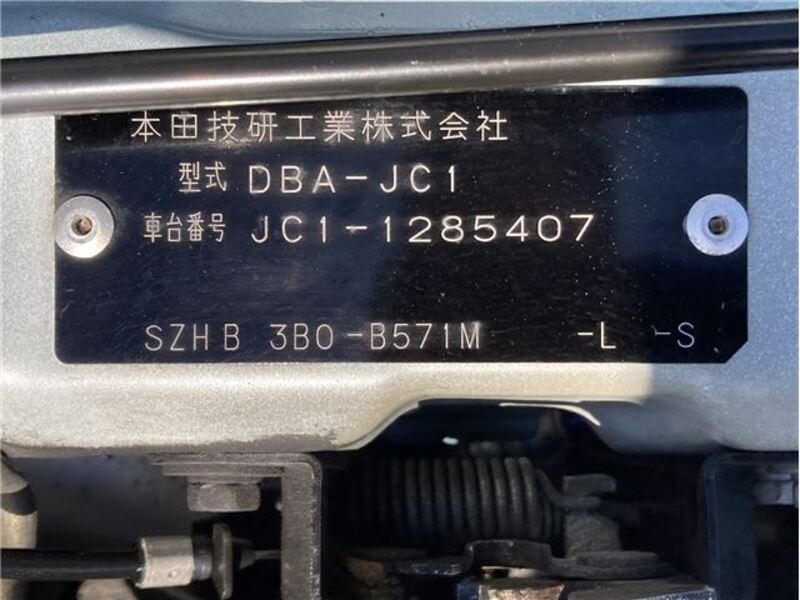 本田技研工業株式会社
型式 DBA-JC1
車台番号 JC1-1285407
SZHB 3B0-B571M -L -S